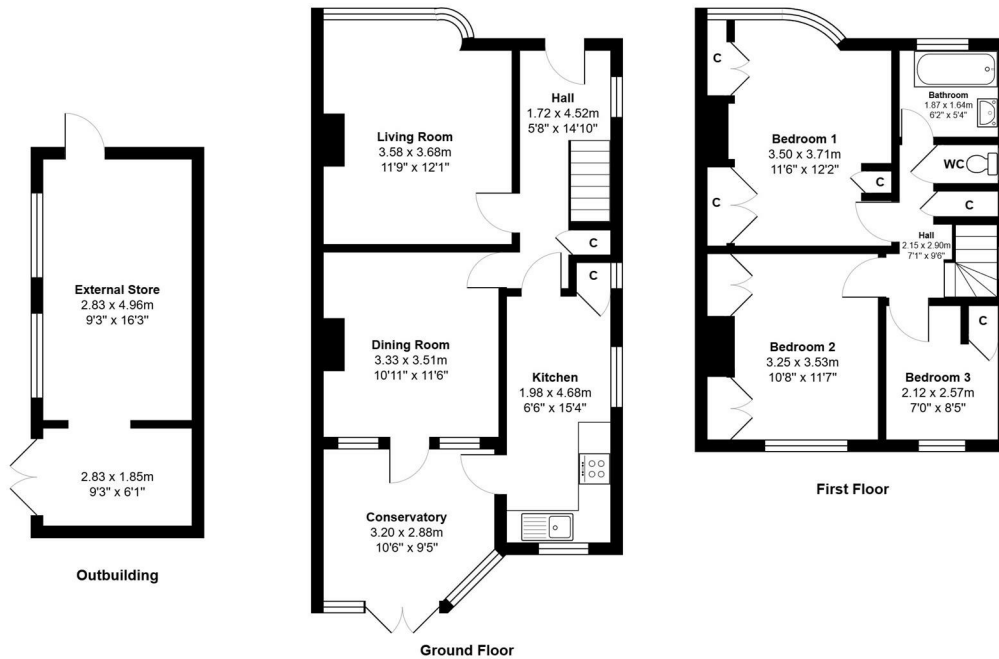 External Store
2.83 x 4.96m
9'3" x 16'3"
2.83 x 1.85m
9'3" x 6'1"
Outbuilding
Living Room
3.58 x 3.68m
11'9" x 12'1"
Hall
1.72 x 4.52m
5'8" x 14'10"
C
C
Dining Room
3.33 x 3.51m
10'11" x 11'6"
Kitchen
1.98 x 4.68m
6'6" x 15'4"
Conservatory
3.20 x 2.88m
10'6" x 9'5"
Ground Floor
C
Bathroom
1.87 x 1.64m
6'2" x 5'4"
Bedroom 1
3.50 x 3.71m
11'6" x 12'2"
WC
C
C
C
Hall
2.15 x 2.90m
7'1" x 9'6"
Bedroom 2
3.25 x 3.53m
10'8" x 11'7"
C
Bedroom 3
2.12 x 2.57m
7'0" x 8'5"
First Floor